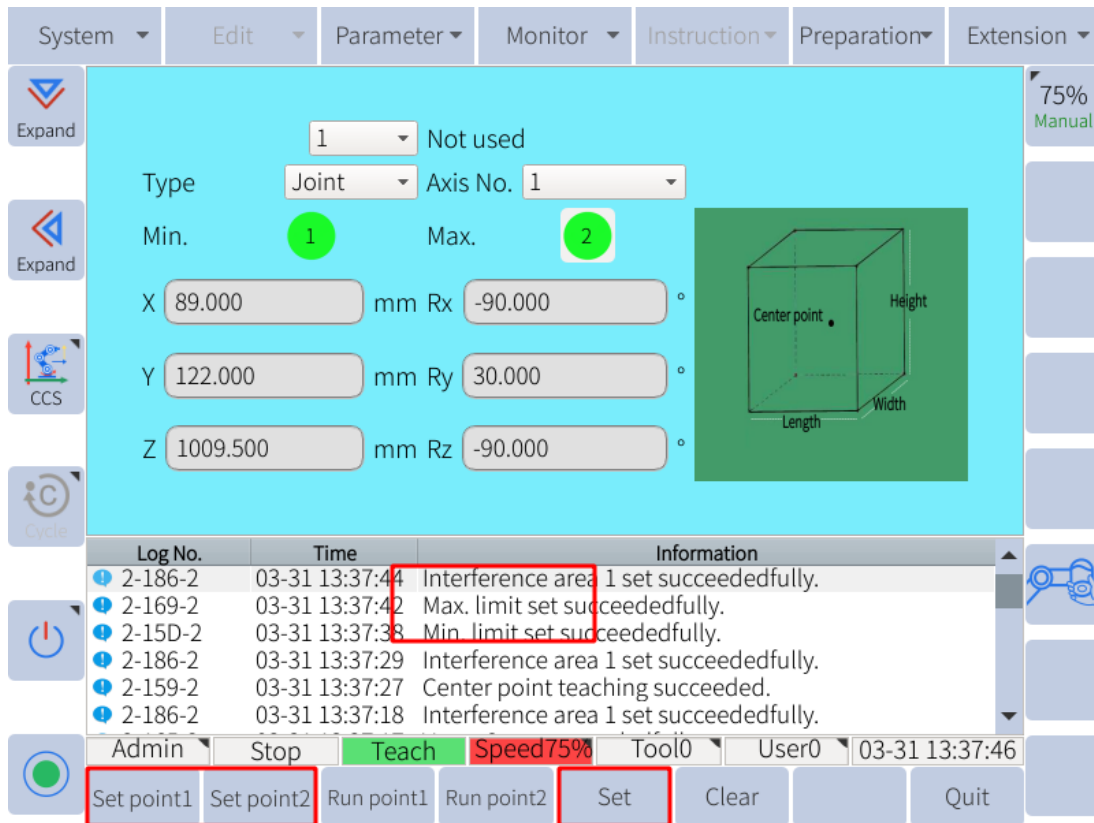 System Edit Parameter Monitor Instruction Preparation Extension
Expand
75%
Manual
1 Not used
Type Joint Axis No. 1
Expand
Min. 1 Max. 2
X 89.000 mm Rx -90.000 °
Y 122.000 mm Ry 30.000 °
Z 1009.500 mm Rz -90.000 °
Center point
Height
Width
Length
CCS
C
Cycle
Log No. Time Information
2-186-2 03-31 13:37:44 Interference area 1 set succeededfully.
2-169-2 03-31 13:37:42 Max. limit set succeededfully.
2-15D-2 03-31 13:37:38 Min. limit set succeededfully.
2-186-2 03-31 13:37:29 Interference area 1 set succeededfully.
2-159-2 03-31 13:37:27 Center point teaching succeeded.
2-186-2 03-31 13:37:18 Interference area 1 set succeededfully.
Admin Stop Teach Speed75% Tool0 User0 03-31 13:37:46
Set point1 Set point2 Run point1 Run point2 Set Clear Quit